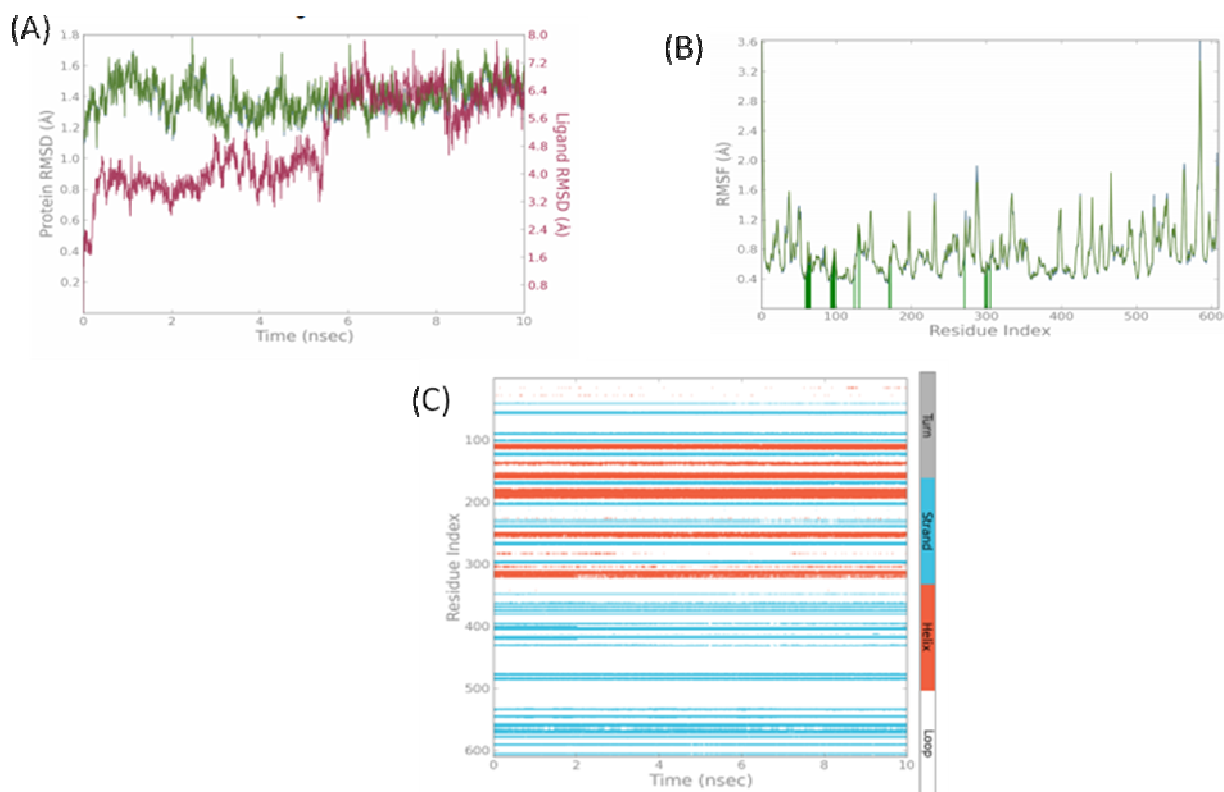 (A)
1.8
1.6
1.4
1.2
1.0
0.8
0.6
0.4
0.2
Protein RMSD (Å)
8.0
7.2
6.4
5.6
4.8
4.0
3.2
2.4
1.6
0.8
Ligand RMSD (Å)
0 2 4 6 8 10
Time (nsec)
(B)
3.6
3.2
2.8
2.4
2.0
1.6
1.2
0.8
0.4
RMSF (Å)
0 100 200 300 400 500 600
Residue Index
(C)
100
200
300
400
500
600
Residue Index
0 2 4 6 8 10
Time (nsec)
Turn
Strand
Helix
Loop